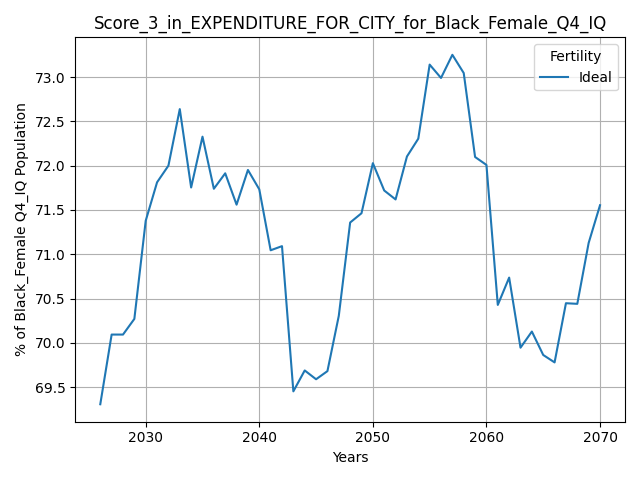 Score_3_in_EXPENDITURE_FOR_CITY_for_Black_Female_Q4_IQ
Fertility
Ideal
% of Black_Female Q4_IQ Population
73.0
72.5
72.0
71.5
71.0
70.5
70.0
69.5
2030 2040 2050 2060 2070
Years